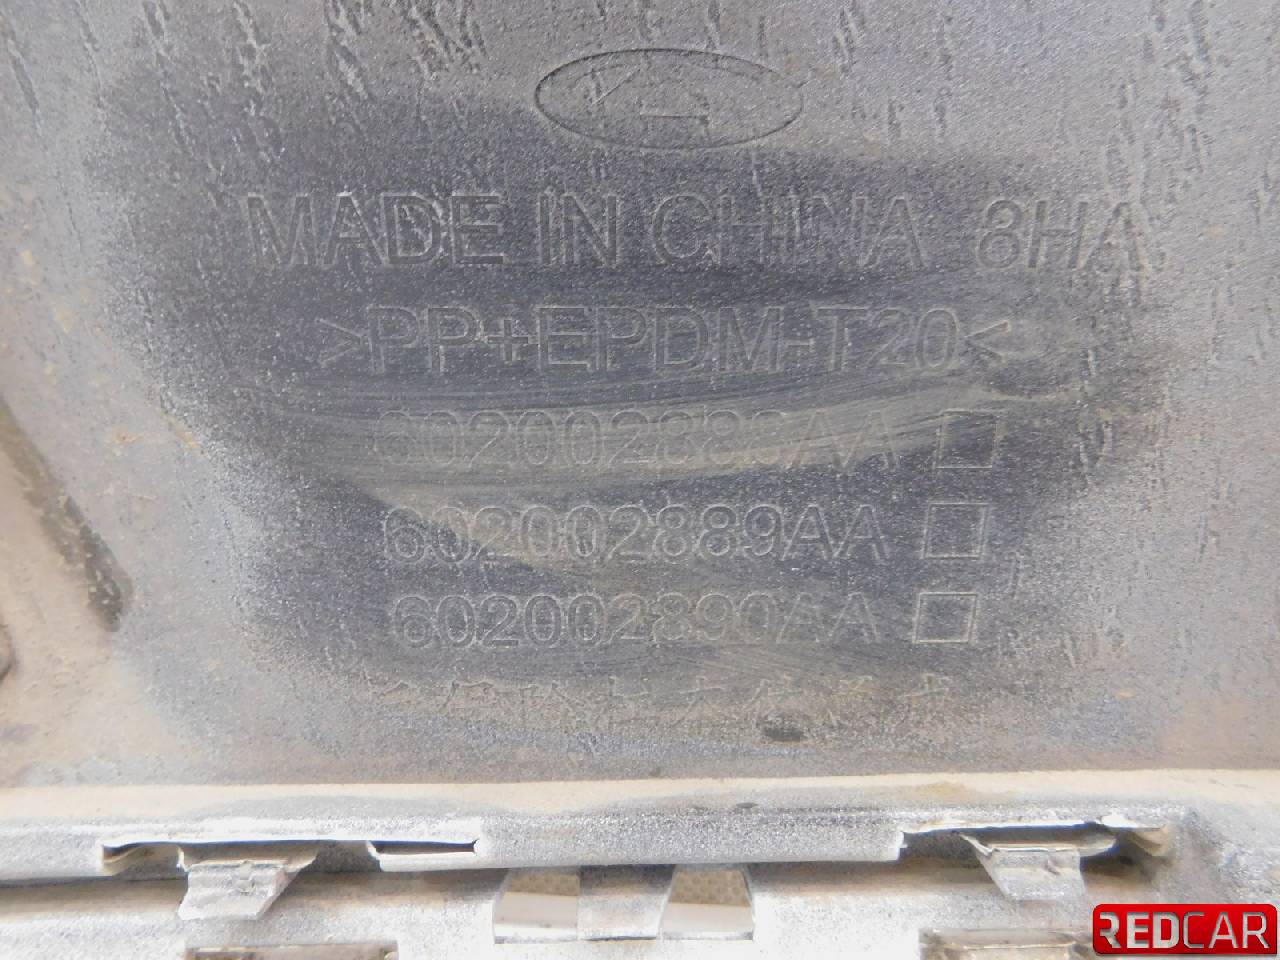 MADE IN CHINA 8HA
>PP+EPDM-T20<
602002888AA
602002889AA
602002890AA
REDCAR